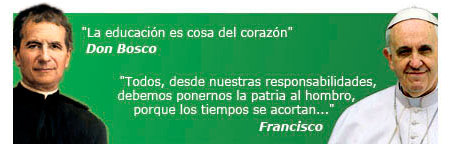 "La educación es cosa del corazón"
Don Bosco
"Todos, desde nuestras responsabilidades,
debemos ponernos la patria al hombro,
porque los tiempos se acortan..."
Francisco